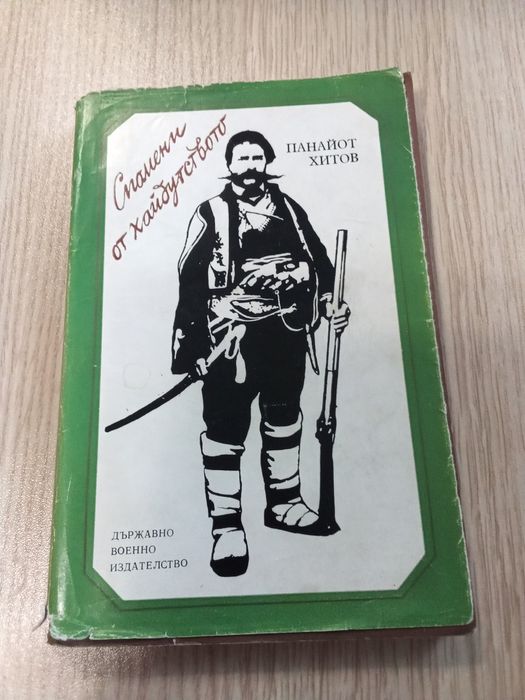 Спомени
от хайдутството
ПАНАЙОТ
ХИТОВ
ДЪРЖАВНО
ВОЕННО
ИЗДАТЕЛСТВО